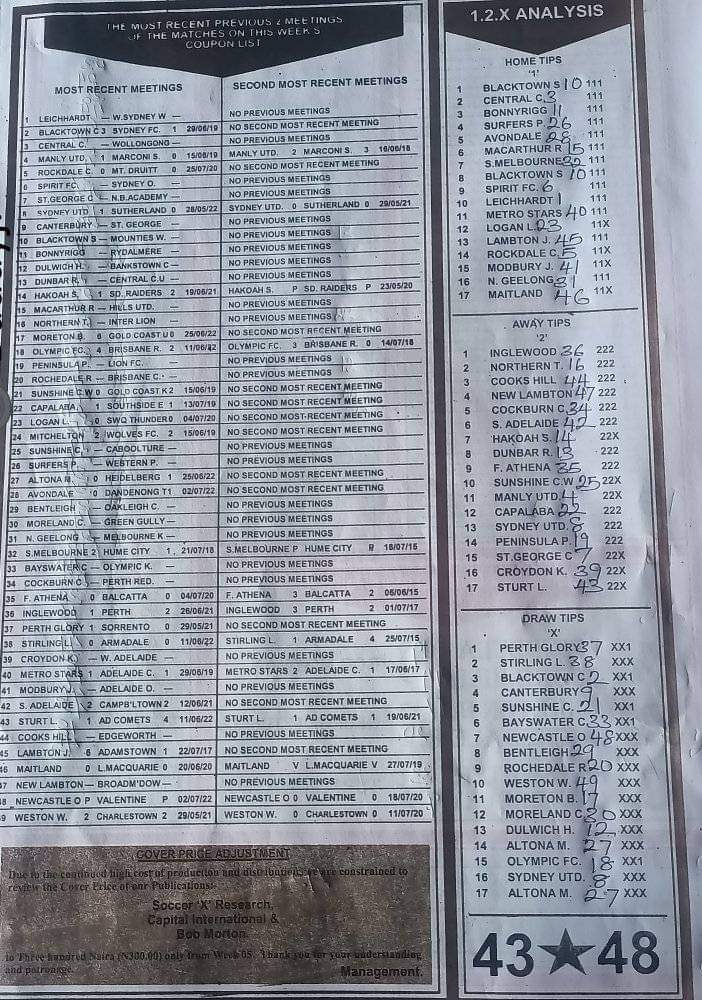 THE MOST RECENT PREVIOUS 2 MEETINGS
OF THE MATCHES ON THIS WEEK'S
COUPON LIST
MOST RECENT MEETINGS SECOND MOST RECENT MEETINGS
1 LEICHHARDT — W.SYDNEY W — NO PREVIOUS MEETINGS
2 BLACKTOWN C 3 SYDNEY FC. 1 29/06/19 NO SECOND MOST RECENT MEETING
3 CENTRAL C. — WOLLONGONG — NO PREVIOUS MEETINGS
4 MANLY UTD. 1 MARCONI S. 0 15/06/19 MANLY UTD. 2 MARCONI S. 3 16/06/18
5 ROCKDALE C. 0 MT. DRUITT 0 25/07/20 NO SECOND MOST RECENT MEETING
6 SPIRIT FC. — SYDNEY O. — NO PREVIOUS MEETINGS
7 ST.GEORGE C — N.B.ACADEMY — NO PREVIOUS MEETINGS
8 SYDNEY UTD. 1 SUTHERLAND 0 28/05/22 SYDNEY UTD. 0 SUTHERLAND 0 29/05/21
9 CANTERBURY — ST. GEORGE — NO PREVIOUS MEETINGS
10 BLACKTOWN S — MOUNTIES W. — NO PREVIOUS MEETINGS
11 BONNYRIGG — RYDALMERE NO PREVIOUS MEETINGS
12 DULWICH H. — BANKSTOWN C — NO PREVIOUS MEETINGS
13 DUNBAR R. — CENTRAL C.U — NO PREVIOUS MEETINGS
14 HAKOAH S. 1 SD. RAIDERS 2 19/06/21 HAKOAH S. P SD. RAIDERS P 23/05/20
15 MACARTHUR R — HILLS UTD. — NO PREVIOUS MEETINGS
16 NORTHERN T. — INTER LION — NO PREVIOUS MEETINGS
17 MORETON B. 6 GOLD COAST U 0 25/06/22 NO SECOND MOST RECENT MEETING
18 OLYMPIC FC. 4 BRISBANE R. 2 11/06/22 OLYMPIC FC. 3 BRISBANE R. 0 14/07/18
19 PENINSULA P. — LION FC. — NO PREVIOUS MEETINGS
20 ROCHEDALE R — BRISBANE C. — NO PREVIOUS MEETINGS
21 SUNSHINE C.W 0 GOLD COAST K 2 15/06/19 NO SECOND MOST RECENT MEETING
22 CAPALABA 1 SOUTHSIDE E 1 13/07/19 NO SECOND MOST RECENT MEETING
23 LOGAN L. 0 SWQ THUNDER 0 04/07/20 NO SECOND MOST-RECENT MEETING
24 MITCHELTON 2 WOLVES FC. 2 15/06/19 NO SECOND MOST RECENT MEETING
25 SUNSHINE C. — CABOOLTURE — NO PREVIOUS MEETINGS
26 SURFERS P. — WESTERN P. — NO PREVIOUS MEETINGS
27 ALTONA M. 0 HEIDELBERG 1 25/06/22 NO SECOND MOST RECENT MEETING
28 AVONDALE 0 DANDENONG T 1 02/07/22 NO SECOND MOST RECENT MEETING
29 BENTLEIGH — OAKLEIGH C. — NO PREVIOUS MEETINGS
30 MORELAND C. — GREEN GULLY — NO PREVIOUS MEETINGS
31 N. GEELONG — MELBOURNE K — NO PREVIOUS MEETINGS
32 S.MELBOURNE 2 HUME CITY 1 21/07/18 S.MELBOURNE P HUME CITY P 18/07/15
33 BAYSWATER C — OLYMPIC K. — NO PREVIOUS MEETINGS
34 COCKBURN C. — PERTH RED. — NO PREVIOUS MEETINGS
35 F. ATHENA 0 BALCATTA 0 04/07/20 F. ATHENA 3 BALCATTA 2 06/06/15
36 INGLEWOOD 1 PERTH 2 26/06/21 INGLEWOOD 3 PERTH 2 01/07/17
37 PERTH GLORY 1 SORRENTO 0 29/05/21 NO SECOND MOST RECENT MEETING
38 STIRLING L. 0 ARMADALE 0 11/06/22 STIRLING L. 1 ARMADALE 4 25/07/15
39 CROYDON K. — W. ADELAIDE — NO PREVIOUS MEETINGS
40 METRO STARS 1 ADELAIDE C. 1 29/06/19 METRO STARS 2 ADELAIDE C. 1 17/06/17
41 MODBURY J. — ADELAIDE O. — NO PREVIOUS MEETINGS
42 S. ADELAIDE 2 CAMPB'LTOWN 2 12/06/21 NO SECOND MOST RECENT MEETING
43 STURT L. 1 AD COMETS 4 11/06/22 STURT L. 1 AD COMETS 1 19/06/21
44 COOKS HILL — EDGEWORTH — NO PREVIOUS MEETINGS
45 LAMBTON J. 6 ADAMSTOWN 1 22/07/17 NO SECOND MOST RECENT MEETING
46 MAITLAND 0 L.MACQUARIE 0 20/06/20 MAITLAND V L.MACQUARIE V 27/07/19
47 NEW LAMBTON — BROADM'DOW — NO PREVIOUS MEETINGS
48 NEWCASTLE O P VALENTINE P 02/07/22 NEWCASTLE O 0 VALENTINE 0 18/07/20
49 WESTON W. 2 CHARLESTOWN 2 29/05/21 WESTON W. 0 CHARLESTOWN 0 11/07/20
COVER PRICE ADJUSTMENT
Due to the continued high cost of production and distribution, we are constrained to
review the Cover Price of our Publications:-
Soccer 'X' Research,
Capital International &
Bob Morton.
to Three hundred Naira (N300.00) only from Week 05. Thank you for your understanding
and patronage.
Management.
1.2.X ANALYSIS
HOME TIPS
'1'
1 BLACKTOWN S 10 111
2 CENTRAL C. 3 111
3 BONNYRIGG 11 111
4 SURFERS P. 26 111
5 AVONDALE 28 111
6 MACARTHUR R 15 111
7 S.MELBOURNE 32 111
8 BLACKTOWN S 10 111
9 SPIRIT FC. 6 111
10 LEICHHARDT 1 111
11 METRO STARS 40 111
12 LOGAN L. 23 11X
13 LAMBTON J. 45 111
14 ROCKDALE C. 5 11X
15 MODBURY J. 41 11X
16 N. GEELONG 31 111
17 MAITLAND 46 11X
AWAY TIPS
'2'
1 INGLEWOOD 36 222
2 NORTHERN T. 16 222
3 COOKS HILL 44 222
4 NEW LAMBTON 47 222
5 COCKBURN C. 34 222
6 S. ADELAIDE 42 222
7 HAKOAH S. 14 22X
8 DUNBAR R. 13 222
9 F. ATHENA 35 222
10 SUNSHINE C.W 25 22X
11 MANLY UTD. 4 22X
12 CAPALABA 22 222
13 SYDNEY UTD. 8 222
14 PENINSULA P. 19 222
15 ST.GEORGE C 7 22X
16 CROYDON K. 39 22X
17 STURT L. 43 22X
DRAW TIPS
'X'
1 PERTH GLORY 37 XX1
2 STIRLING L. 38 XXX
3 BLACKTOWN C 2 XX1
4 CANTERBURY 9 XXX
5 SUNSHINE C. 21 XX1
6 BAYSWATER C. 33 XX1
7 NEWCASTLE O 48 XXX
8 BENTLEIGH 29 XXX
9 ROCHEDALE R 20 XXX
10 WESTON W. 49 XXX
11 MORETON B. 17 XXX
12 MORELAND C. 30 XXX
13 DULWICH H. 12 XXX
14 ALTONA M. 27 XXX
15 OLYMPIC FC. 18 XX1
16 SYDNEY UTD. 8 XXX
17 ALTONA M. 27 XXX
43★48